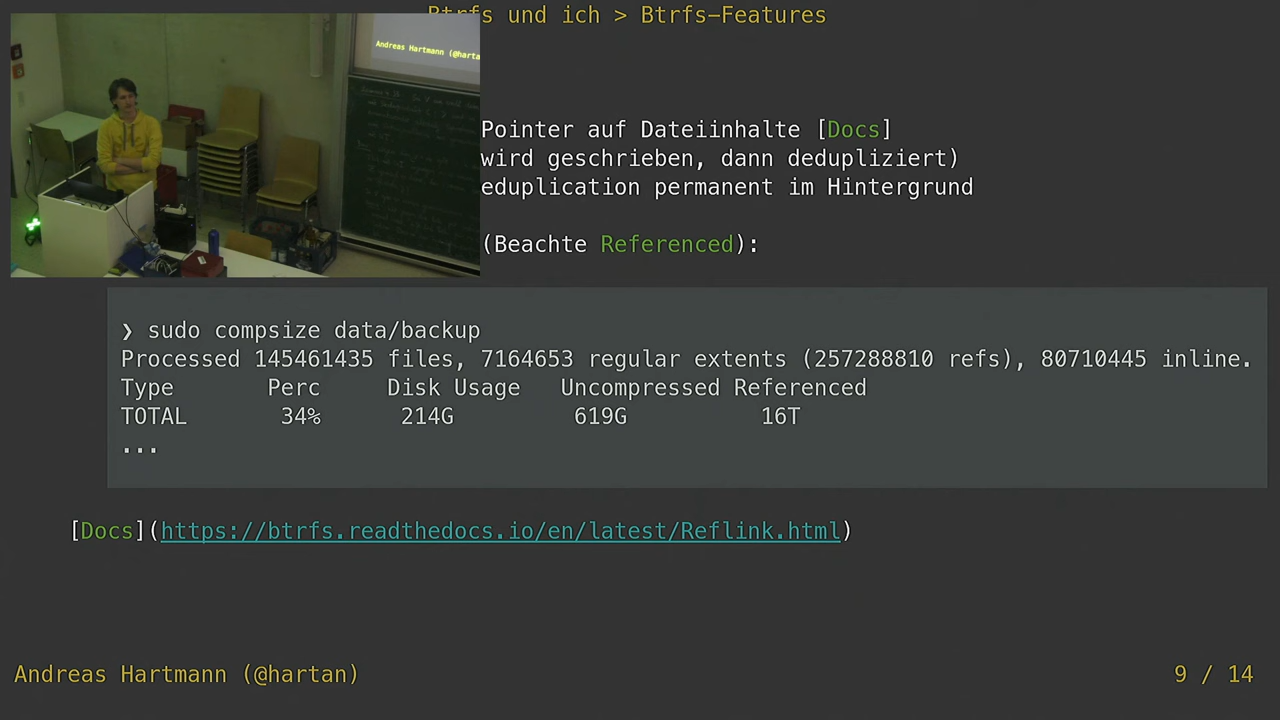 Btrfs und ich > Btrfs-Features
Andreas Hartmann (@harta
Pointer auf Dateiinhalte [Docs]
wird geschrieben, dann dedupliziert)
eduplication permanent im Hintergrund
(Beachte Referenced):
❯ sudo compsize data/backup
Processed 145461435 files, 7164653 regular extents (257288810 refs), 80710445 inline.
Type Perc Disk Usage Uncompressed Referenced
TOTAL 34% 214G 619G 16T
...
[Docs](https://btrfs.readthedocs.io/en/latest/Reflink.html)
Andreas Hartmann (@hartan)
9 / 14